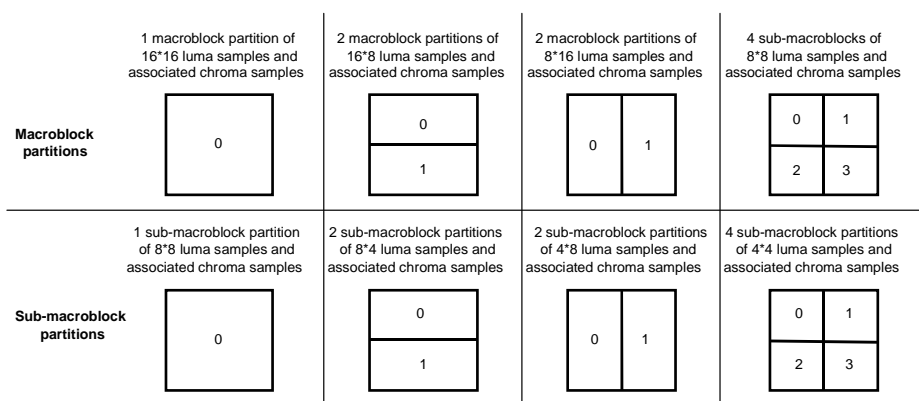 1 macroblock partition of
16*16 luma samples and
associated chroma samples
2 macroblock partitions of
16*8 luma samples and
associated chroma samples
2 macroblock partitions of
8*16 luma samples and
associated chroma samples
4 sub-macroblocks of
8*8 luma samples and
associated chroma samples
Macroblock
partitions
0
0
1
0 1
0 1
2 3
1 sub-macroblock partition
of 8*8 luma samples and
associated chroma samples
2 sub-macroblock partitions
of 8*4 luma samples and
associated chroma samples
2 sub-macroblock partitions
of 4*8 luma samples and
associated chroma samples
4 sub-macroblock partitions
of 4*4 luma samples and
associated chroma samples
Sub-macroblock
partitions
0
0
1
0 1
0 1
2 3